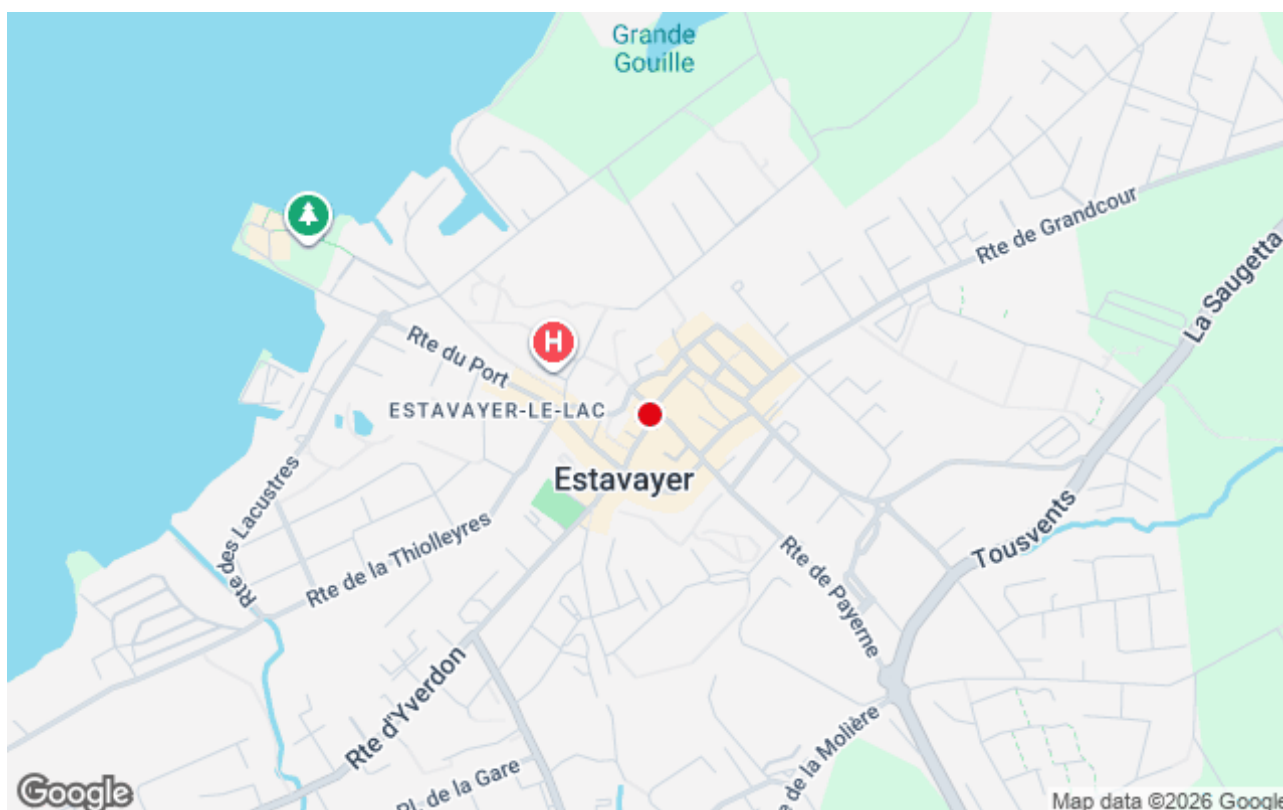 Grande
Gouille
Rte de Grandcour
La Saugetta
H
Rte du Port
ESTAVAYER-LE-LAC
Estavayer
Rte des Lacustres
Rte de la Thiolleyres
Tousvents
Rte de Payerne
Rte d'Yverdon
e de la Molière
Pl. de la Gare
Google
Map data ©2026 Google